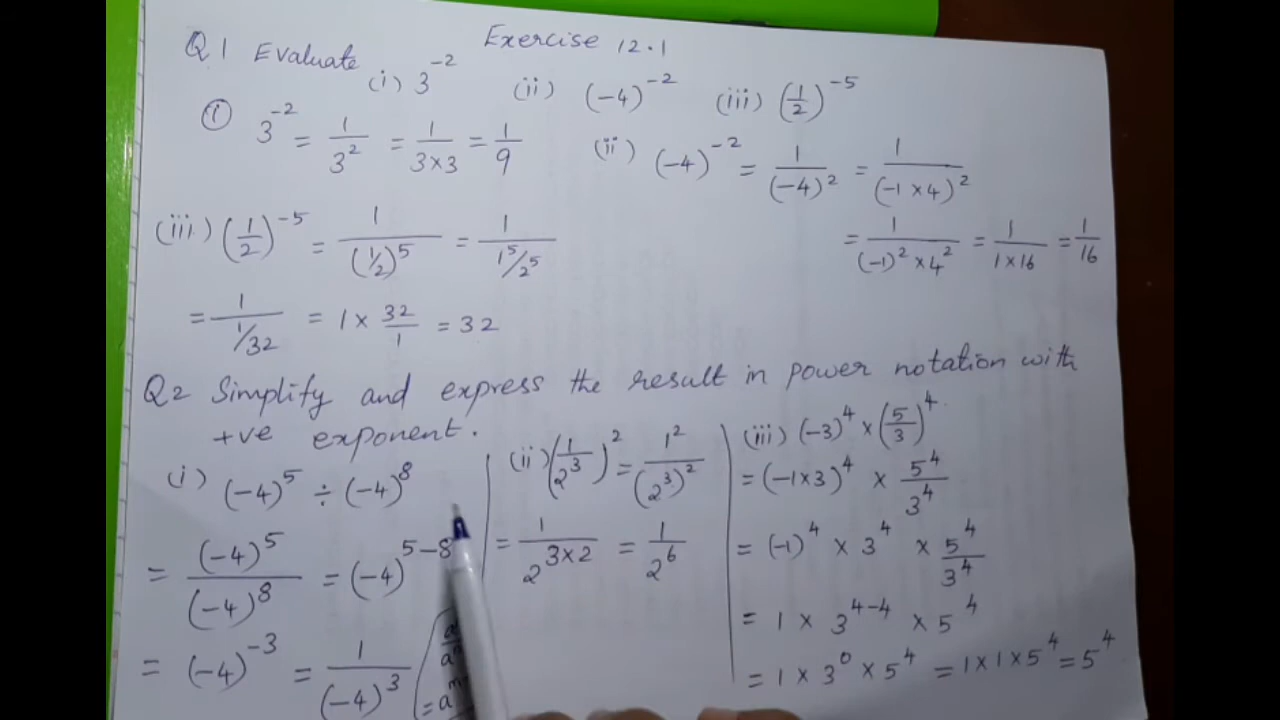 Exercise 12.1
Q1 Evaluate (i) 3^-2 (ii) (-4)^-2 (iii) (1/2)^-5
(i) 3^-2 = 1/3^2 = 1/(3×3) = 1/9
(ii) (-4)^-2 = 1/(-4)^2 = 1/(-1×4)^2
= 1/((-1)^2×4^2) = 1/(1×16) = 1/16
(iii) (1/2)^-5 = 1/(1/2)^5 = 1/(1^5/2^5)
= 1/(1/32) = 1 × 32/1 = 32
Q2 Simplify and express the result in power notation with
+ve exponent.
(i) (-4)^5 ÷ (-4)^8
= (-4)^5/(-4)^8 = (-4)^5-8
= (-4)^-3 = 1/(-4)^3
(ii) (1/2^3)^2 = 1^2/(2^3)^2
= 1/2^3×2 = 1/2^6
(iii) (-3)^4 × (5/3)^4
= (-1×3)^4 × 5^4/3^4
= (-1)^4 × 3^4 × 5^4/3^4
= 1 × 3^4-4 × 5^4
= 1 × 3^0 × 5^4 = 1×1×5^4 = 5^4